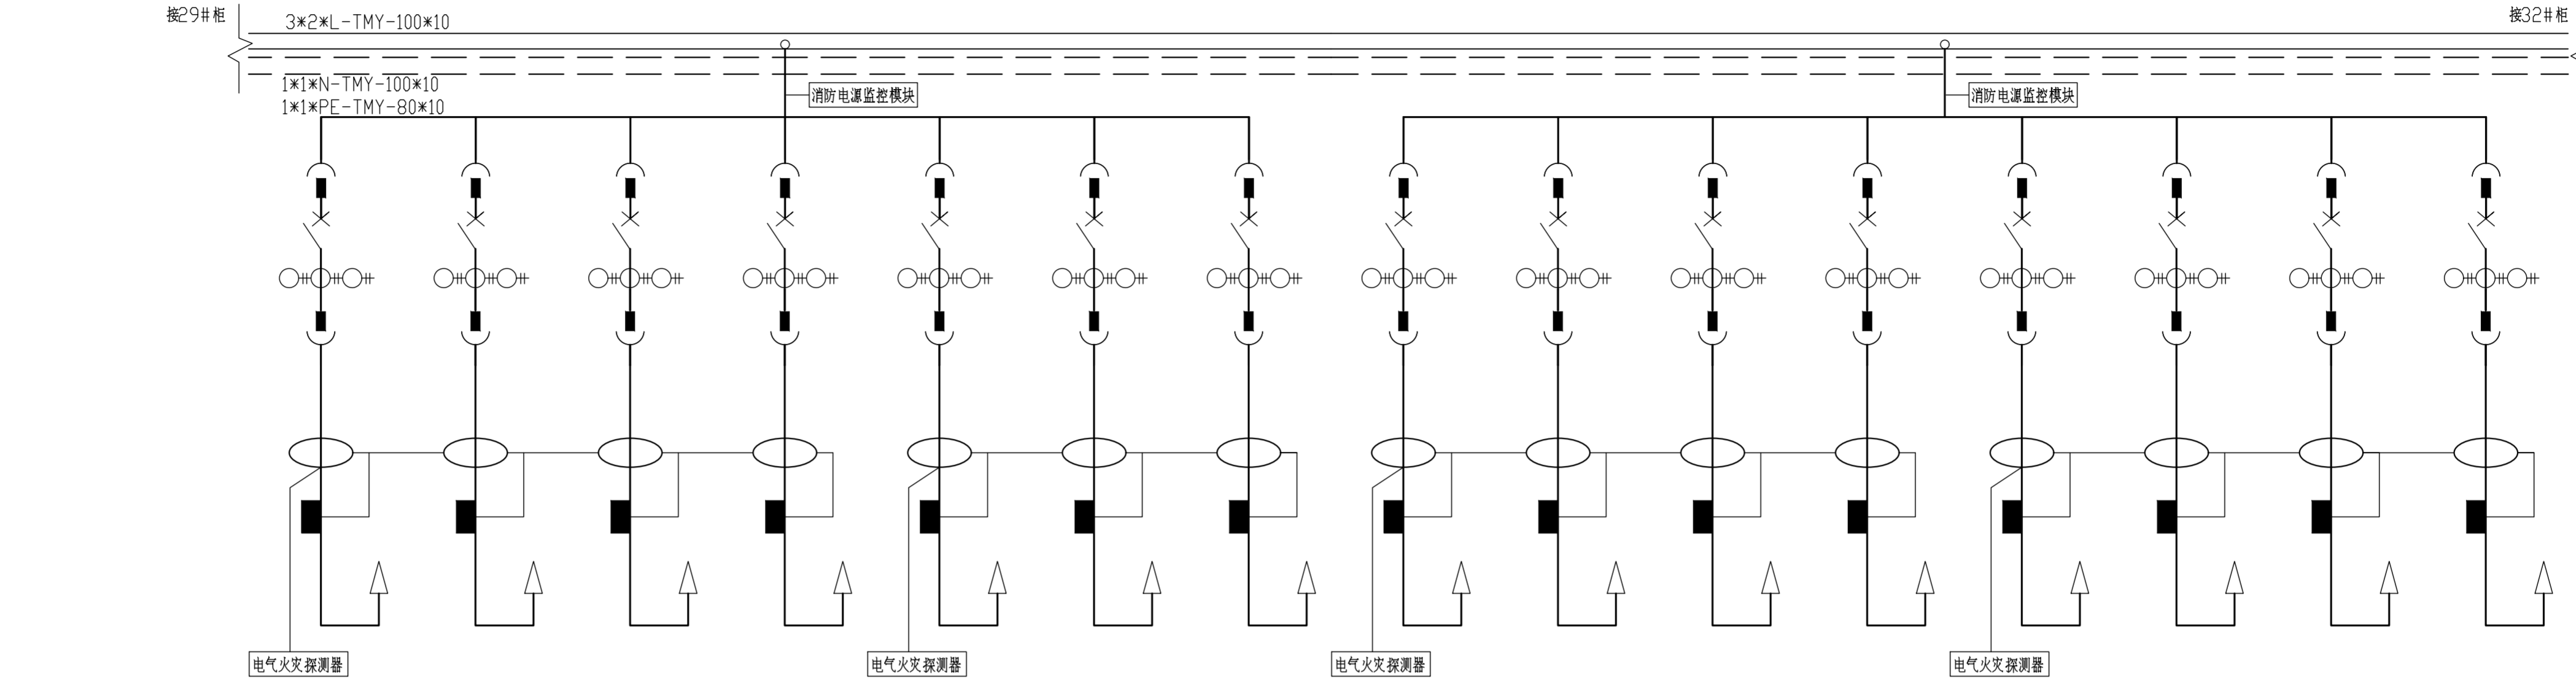 接29#柜
3*2*L-TMY-100*10
接32#柜
1*1*N-TMY-100*10
1*1*PE-TMY-80*10
消防电源监控模块
消防电源监控模块
电气火灾探测器
电气火灾探测器
电气火灾探测器
电气火灾探测器